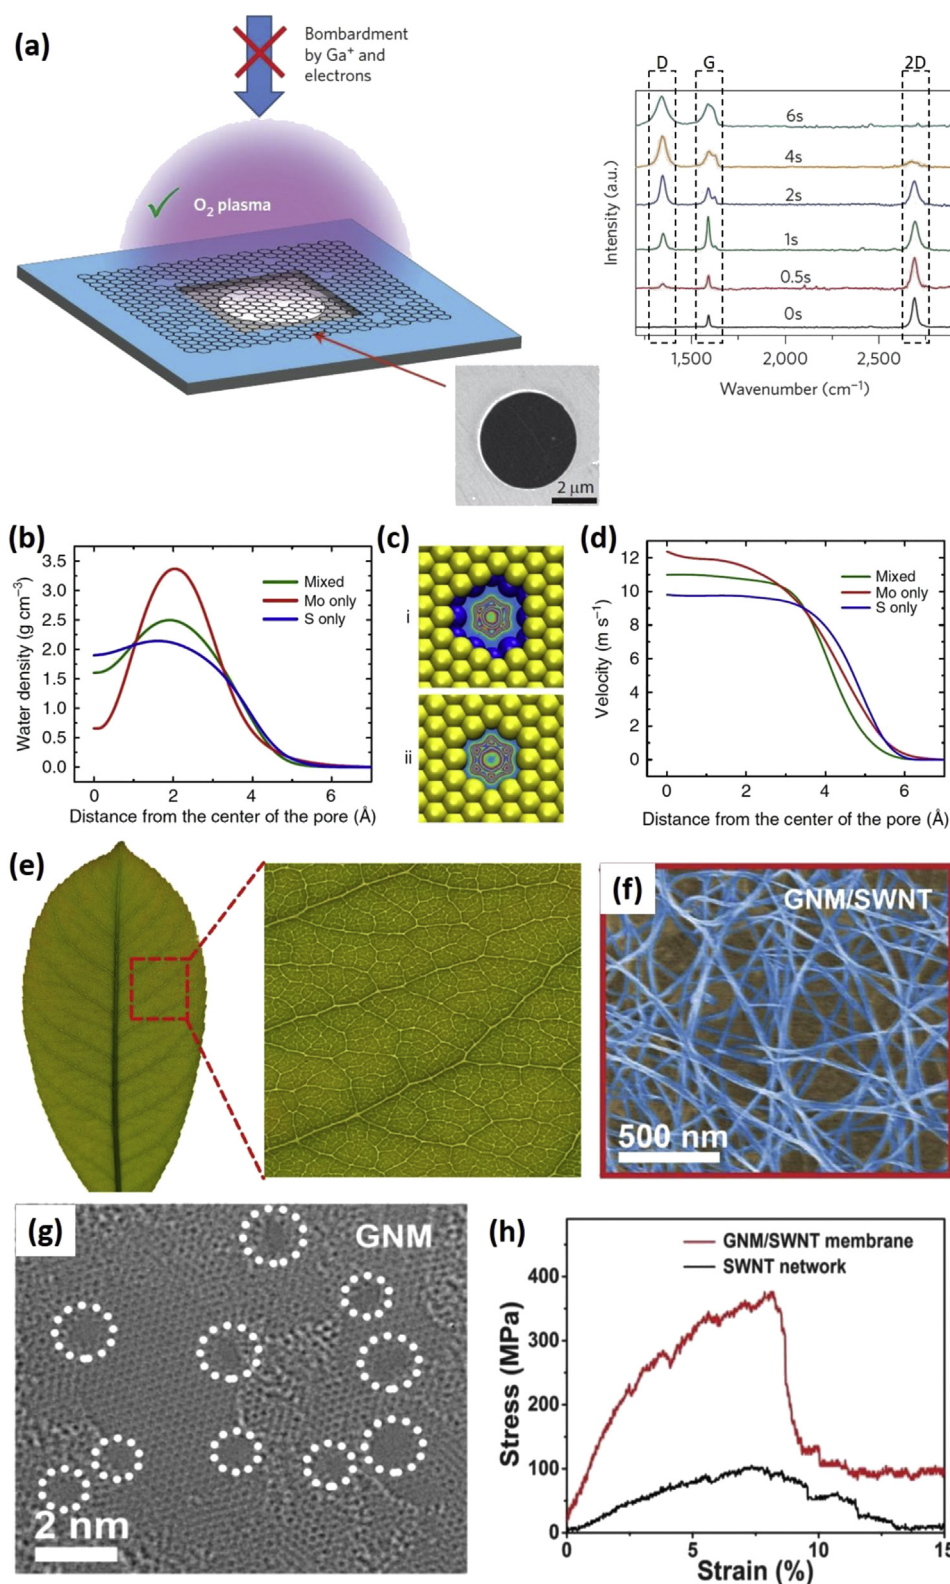 (a)
Bombardment
by Ga⁺ and
electrons
O₂ plasma
2 μm
D G 2D
6s
4s
2s
1s
0.5s
0s
Intensity (a.u.)
1,500 2,000 2,500
Wavenumber (cm⁻¹)
(b)
Water density (g cm⁻³)
3.5
3.0
2.5
2.0
1.5
1.0
0.5
0.0
Mixed
Mo only
S only
0 2 4 6
Distance from the center of the pore (Å)
(c)
i
ii
(d)
Velocity (m s⁻¹)
12
10
8
6
4
2
0
Mixed
Mo only
S only
0 2 4 6
Distance from the center of the pore (Å)
(e)
(f)
GNM/SWNT
500 nm
(g)
GNM
2 nm
(h)
GNM/SWNT membrane
SWNT network
Stress (MPa)
400
300
200
100
0
0 5 10 15
Strain (%)